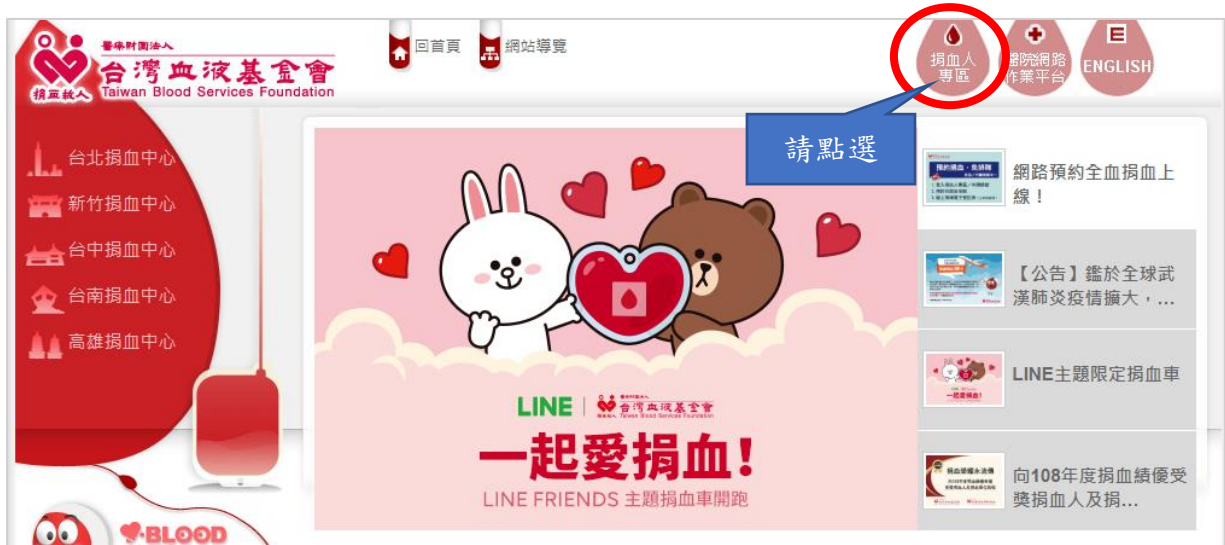 醫療財團法人
台灣血液基金會
Taiwan Blood Services Foundation
捐血救人
回首頁
網站導覽
捐血人
專區
醫院網路
作業平台
E
ENGLISH
請點選
台北捐血中心
新竹捐血中心
台中捐血中心
台南捐血中心
高雄捐血中心
LINE
醫療財團法人
台灣血液基金會
Taiwan Blood Services Foundation
一起愛捐血!
LINE FRIENDS 主題捐血車開跑
網路預約全血捐血上
線！
【公告】鑑於全球武
漢肺炎疫情擴大，...
LINE主題限定捐血車
LINE
一起愛捐血!
向108年度捐血績優受
獎捐血人及捐...
BLOOD